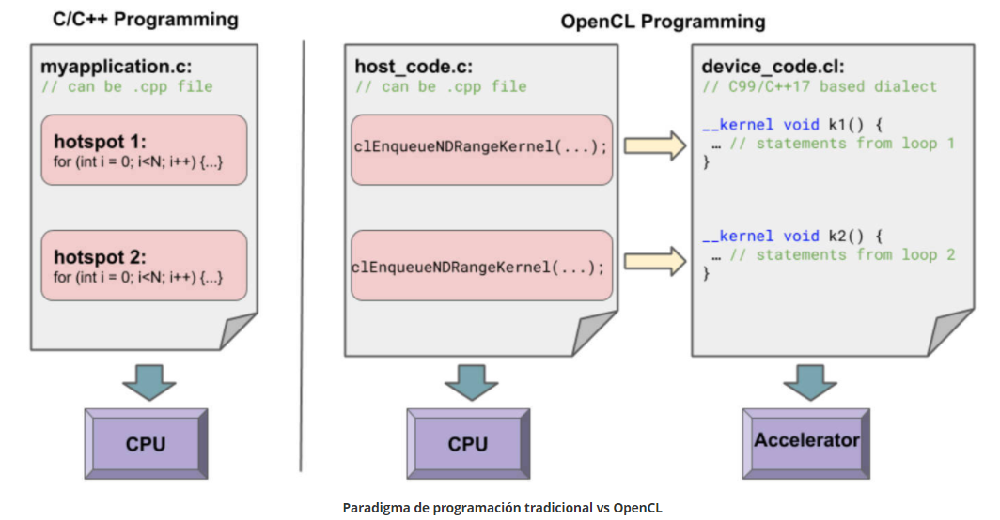 C/C++ Programming
myapplication.c:
// can be .cpp file
hotspot 1:
for (int i = 0; i<N; i++) {...}
hotspot 2:
for (int i = 0; i<N; i++) {...}
CPU
OpenCL Programming
host_code.c:
// can be .cpp file
clEnqueueNDRangeKernel(...);
clEnqueueNDRangeKernel(...);
CPU
device_code.cl:
// C99/C++17 based dialect
__kernel void k1() {
… // statements from loop 1
}
__kernel void k2() {
… // statements from loop 2
}
Accelerator
Paradigma de programación tradicional vs OpenCL